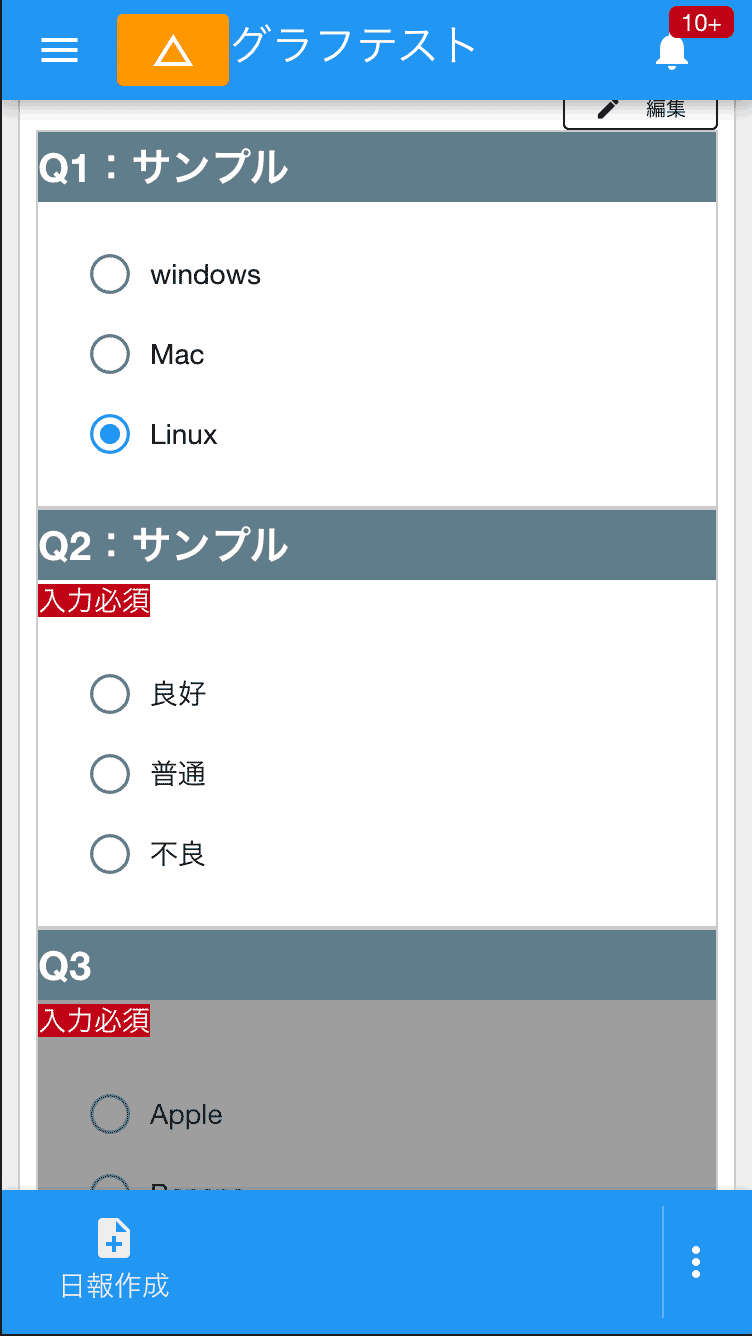 グラフテスト
10+
編集
Q1：サンプル
windows
Mac
Linux
Q2：サンプル
入力必須
良好
普通
不良
Q3
入力必須
Apple
日報作成